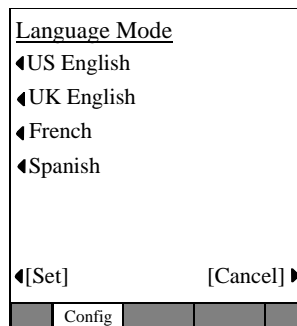 Language Mode
US English
UK English
French
Spanish
[Set] [Cancel]
Config